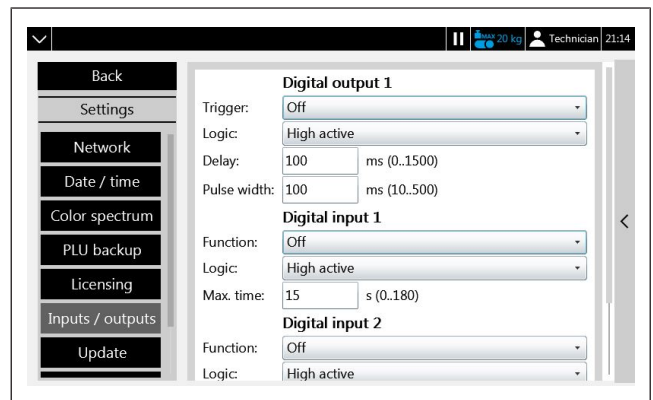 MAX 20 kg Technician 21:14
Back
Settings
Network
Date / time
Color spectrum
PLU backup
Licensing
Inputs / outputs
Update
Digital output 1
Trigger: Off
Logic: High active
Delay: 100 ms (0..1500)
Pulse width: 100 ms (10..500)
Digital input 1
Function: Off
Logic: High active
Max. time: 15 s (0..180)
Digital input 2
Function: Off
Logic: High active